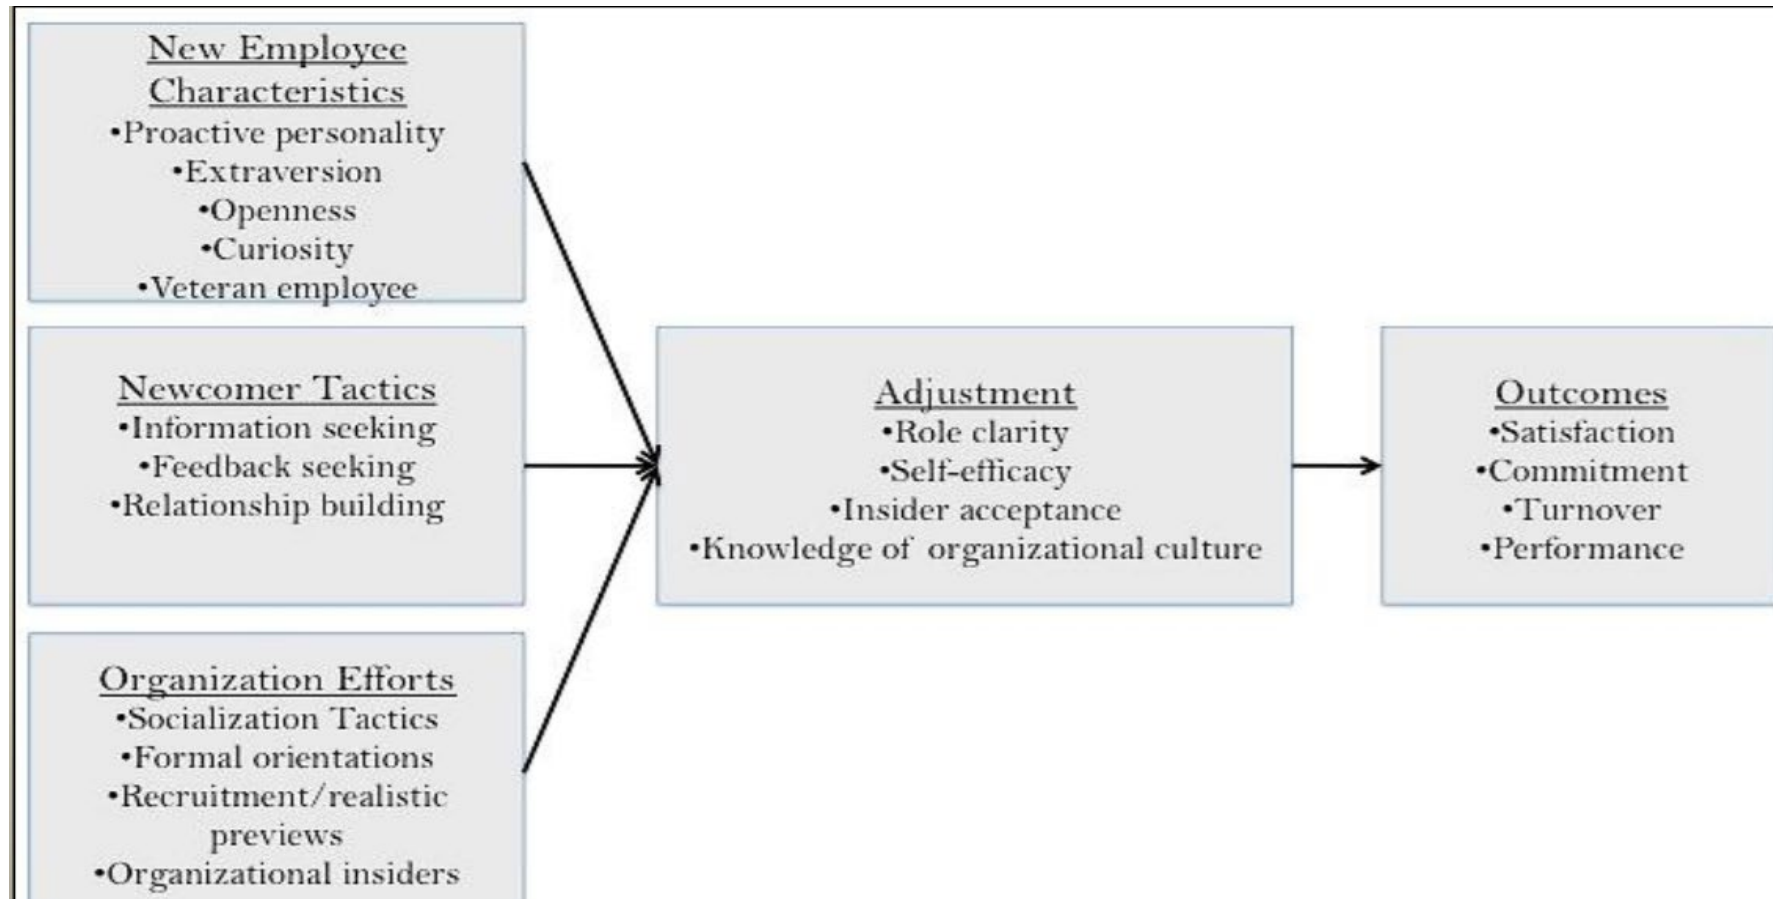 New Employee
Characteristics
•Proactive personality
•Extraversion
•Openness
•Curiosity
•Veteran employee
Newcomer Tactics
•Information seeking
•Feedback seeking
•Relationship building
Organization Efforts
•Socialization Tactics
•Formal orientations
•Recruitment/realistic
previews
•Organizational insiders
Adjustment
•Role clarity
•Self-efficacy
•Insider acceptance
•Knowledge of organizational culture
Outcomes
•Satisfaction
•Commitment
•Turnover
•Performance